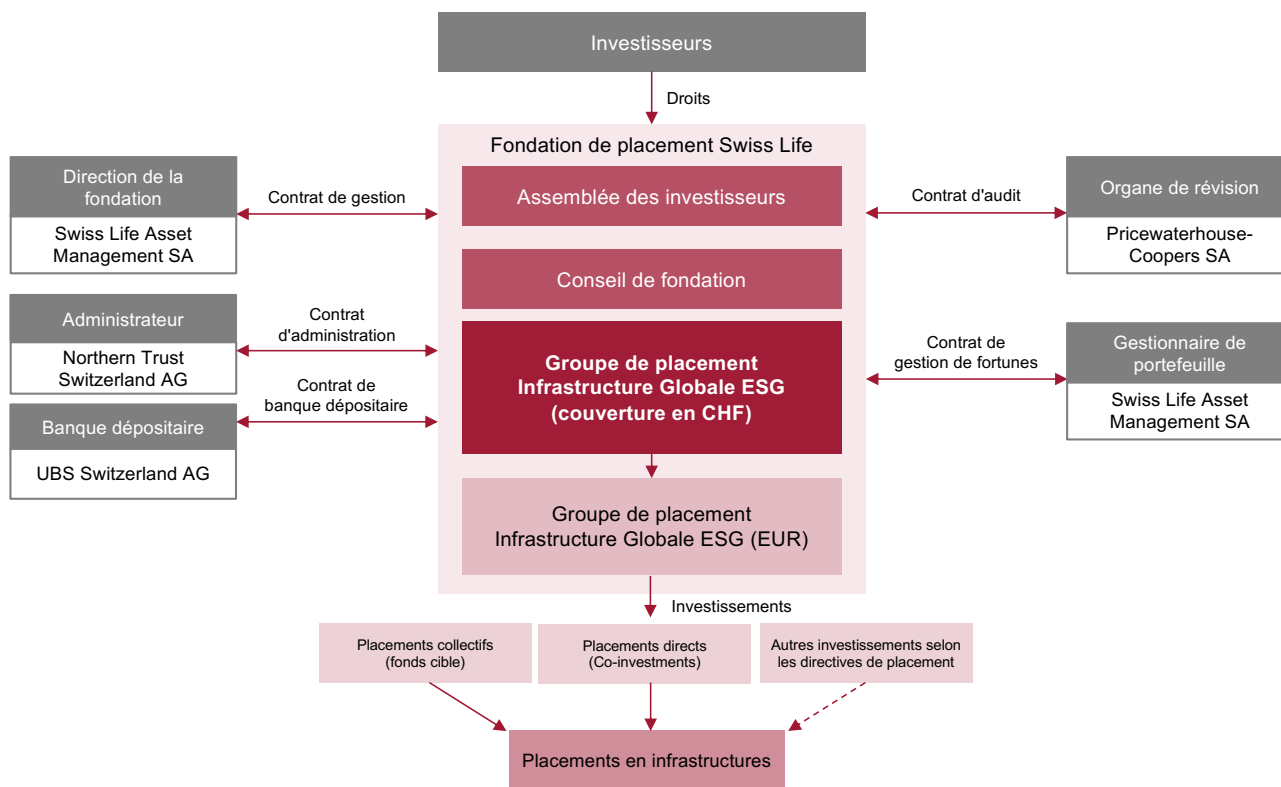 Investisseurs
Droits
Fondation de placement Swiss Life
Direction de la
fondation
Swiss Life Asset
Management SA
Contrat de gestion
Assemblée des investisseurs
Contrat d'audit
Organe de révision
Pricewaterhouse-
Coopers SA
Conseil de fondation
Administrateur
Northern Trust
Switzerland AG
Contrat
d'administration
Groupe de placement
Infrastructure Globale ESG
(couverture en CHF)
Contrat de
gestion de fortunes
Gestionnaire de
portefeuille
Swiss Life Asset
Management SA
Contrat de
banque dépositaire
Banque dépositaire
UBS Switzerland AG
Groupe de placement
Infrastructure Globale ESG (EUR)
Investissements
Placements collectifs
(fonds cible)
Placements directs
(Co-investments)
Autres investissements selon
les directives de placement
Placements en infrastructures